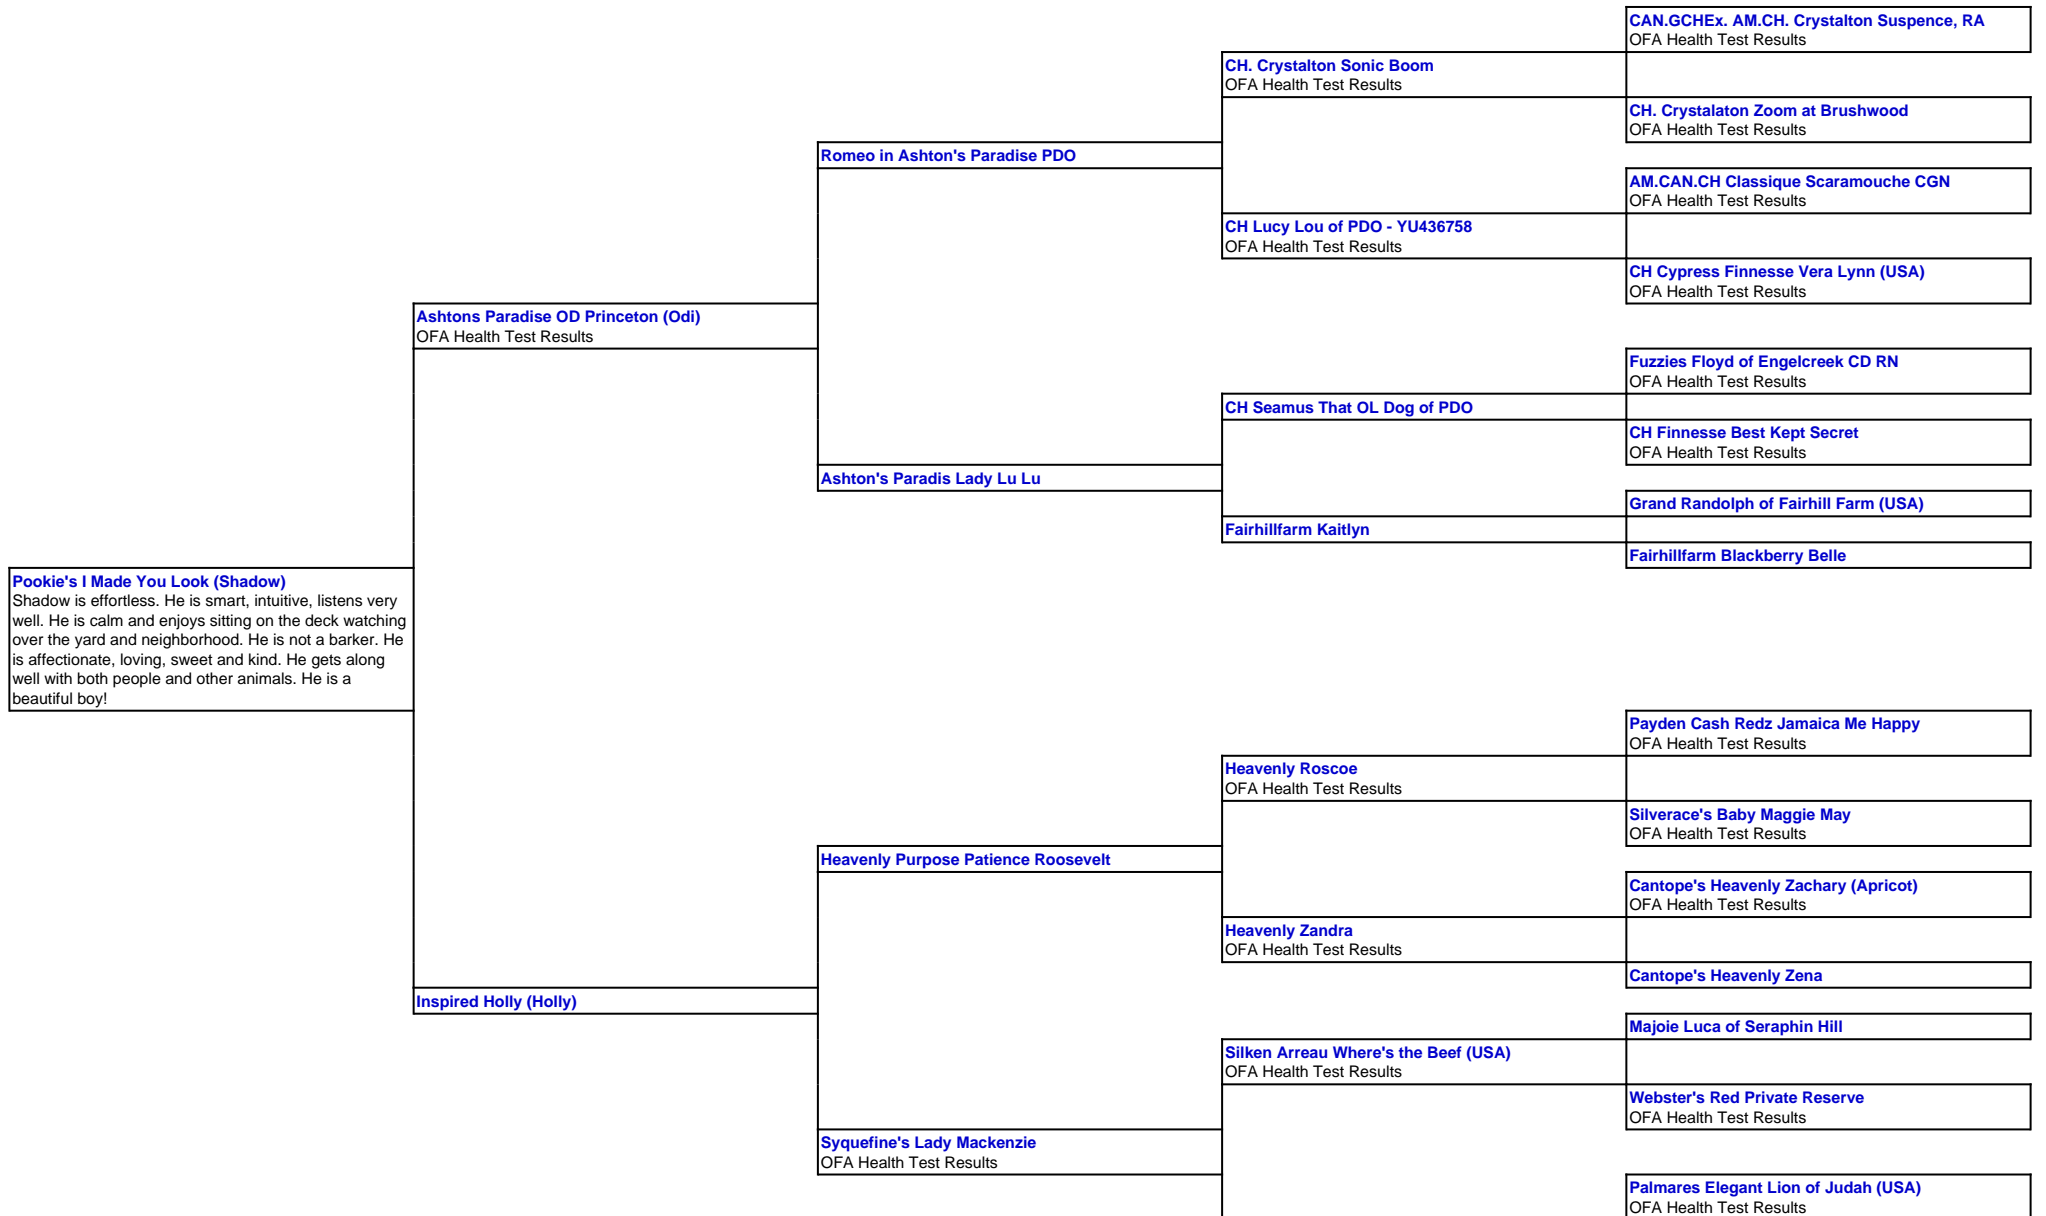 CAN.GCHEx. AM.CH. Crystalton Suspence, RA
OFA Health Test Results
CH. Crystalton Sonic Boom
OFA Health Test Results
CH. Crystalaton Zoom at Brushwood
OFA Health Test Results
Romeo in Ashton's Paradise PDO
AM.CAN.CH Classique Scaramouche CGN
OFA Health Test Results
CH Lucy Lou of PDO - YU436758
OFA Health Test Results
CH Cypress Finnesse Vera Lynn (USA)
OFA Health Test Results
Ashtons Paradise OD Princeton (Odi)
OFA Health Test Results
Fuzzies Floyd of Engelcreek CD RN
OFA Health Test Results
CH Seamus That OL Dog of PDO
CH Finnesse Best Kept Secret
OFA Health Test Results
Ashton's Paradis Lady Lu Lu
Grand Randolph of Fairhill Farm (USA)
Fairhillfarm Kaitlyn
Fairhillfarm Blackberry Belle
Pookie's I Made You Look (Shadow)
Shadow is effortless. He is smart, intuitive, listens very
well. He is calm and enjoys sitting on the deck watching
over the yard and neighborhood. He is not a barker. He
is affectionate, loving, sweet and kind. He gets along
well with both people and other animals. He is a
beautiful boy!
Payden Cash Redz Jamaica Me Happy
OFA Health Test Results
Heavenly Roscoe
OFA Health Test Results
Silverace's Baby Maggie May
OFA Health Test Results
Heavenly Purpose Patience Roosevelt
Cantope's Heavenly Zachary (Apricot)
OFA Health Test Results
Heavenly Zandra
OFA Health Test Results
Cantope's Heavenly Zena
Inspired Holly (Holly)
Majoie Luca of Seraphin Hill
Silken Arreau Where's the Beef (USA)
OFA Health Test Results
Webster's Red Private Reserve
OFA Health Test Results
Syquefine's Lady Mackenzie
OFA Health Test Results
Palmares Elegant Lion of Judah (USA)
OFA Health Test Results